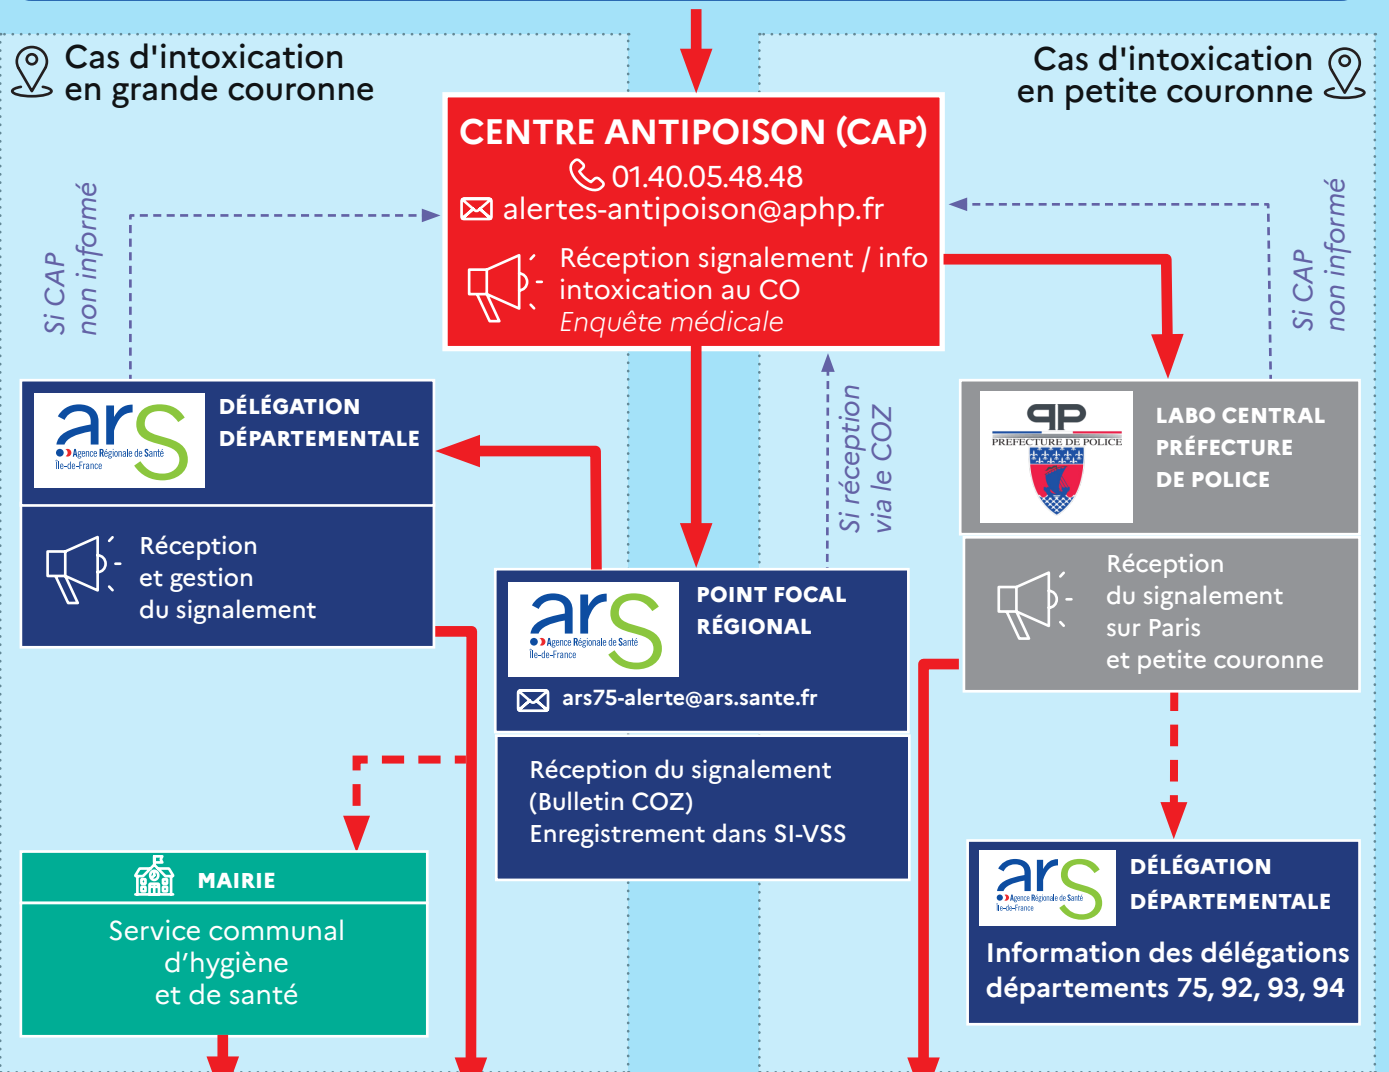 Cas d'intoxication
en grande couronne
Cas d'intoxication
en petite couronne
CENTRE ANTIPOISON (CAP)
01.40.05.48.48
alertes-antipoison@aphp.fr
Réception signalement / info
intoxication au CO
Enquête médicale
Si CAP
non informé
Si CAP
non informé
ars
Agence Régionale de Santé
Île-de-France
DÉLÉGATION
DÉPARTEMENTALE
Réception
et gestion
du signalement
Si réception
via le COZ
PP
PREFECTURE DE POLICE
LABO CENTRAL
PRÉFECTURE
DE POLICE
Réception
du signalement
sur Paris
et petite couronne
ars
Agence Régionale de Santé
Île-de-France
POINT FOCAL
RÉGIONAL
ars75-alerte@ars.sante.fr
Réception du signalement
(Bulletin COZ)
Enregistrement dans SI-VSS
MAIRIE
Service communal
d’hygiène
et de santé
ars
Agence Régionale de Santé
Île-de-France
DÉLÉGATION
DÉPARTEMENTALE
Information des délégations
départements 75, 92, 93, 94